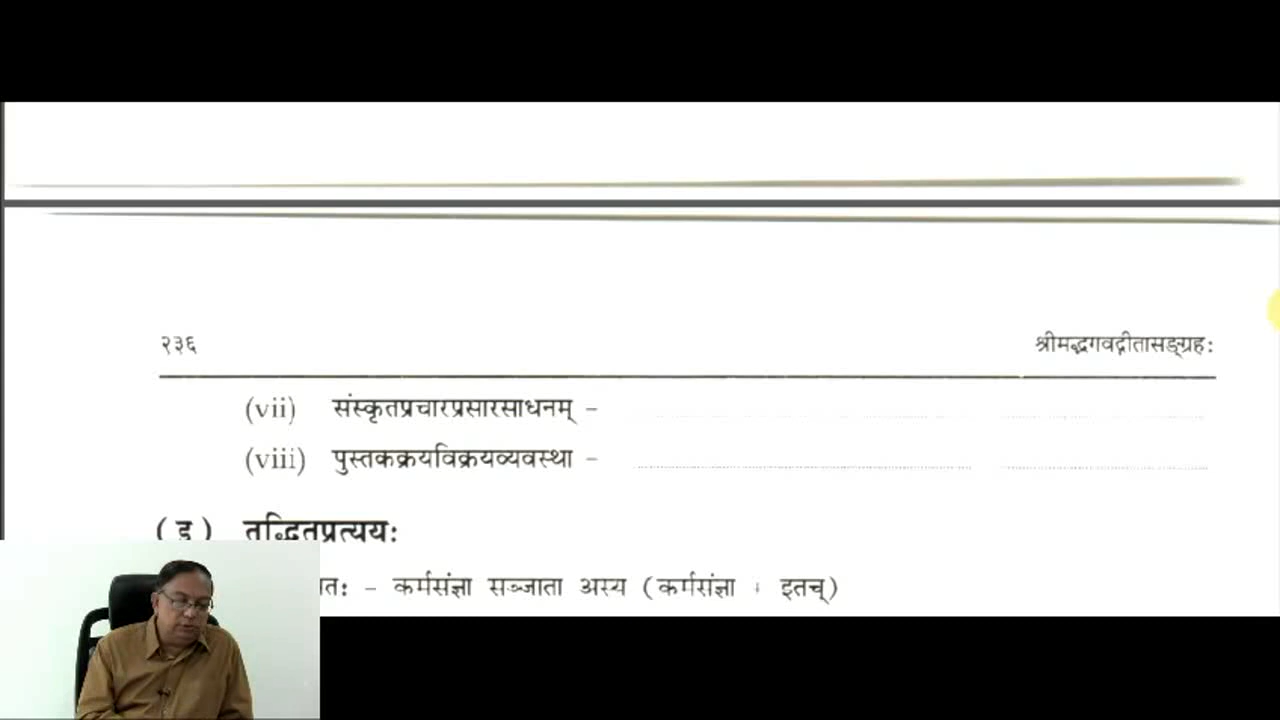 २३६ श्रीमद्भगवद्गीतासङ्ग्रहः
(vii) संस्कृतप्रचारप्रसारसाधनम् –
(viii) पुस्तकक्रयविक्रयव्यवस्था –
तद्धितप्रत्ययः
– कर्मसंज्ञा सञ्जाता अस्य (कर्मसंज्ञा + इतच्)